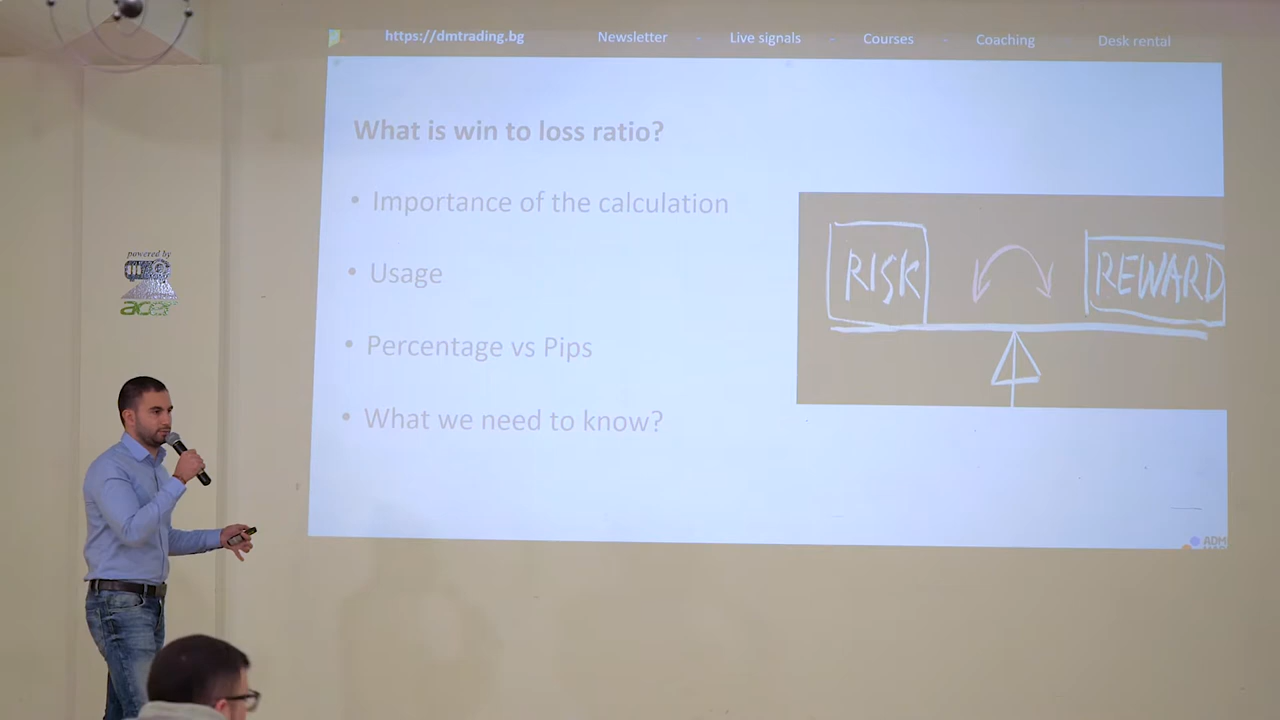 https://dmtrading.bg Newsletter - Live signals - Courses - Coaching Desk rental
What is win to loss ratio?
• Importance of the calculation
• Usage
• Percentage vs Pips
• What we need to know?
RISK
REWARD
powered by
acer
ADM